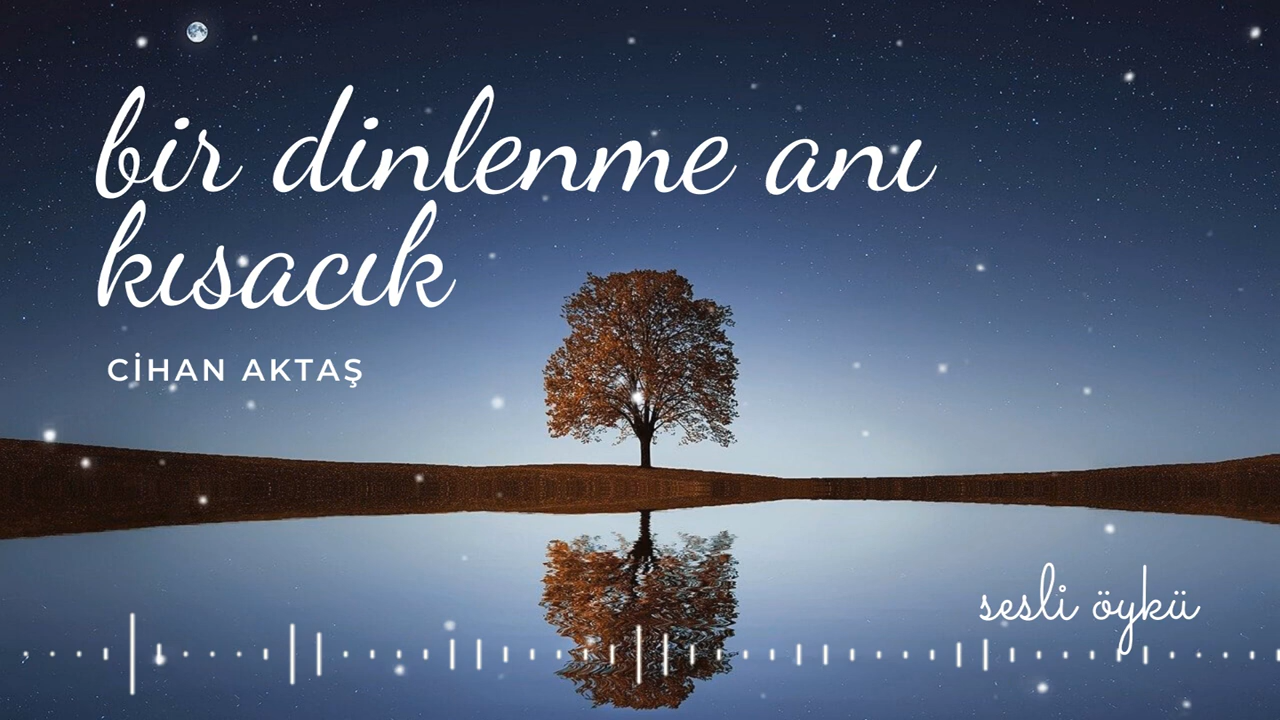 bir dinlenme anı
kısacık
CİHAN AKTAŞ
sesli öykü